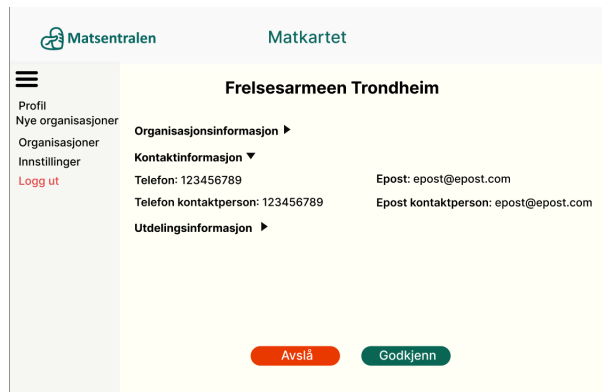 Matsentralen
Matkartet
Profil
Nye organisasjoner
Organisasjoner
Innstillinger
Logg ut
Frelsesarmeen Trondheim
Organisasjonsinformasjon
Kontaktinformasjon
Telefon: 123456789 Epost: epost@epost.com
Telefon kontaktperson: 123456789 Epost kontaktperson: epost@epost.com
Utdelingsinformasjon
Avslå Godkjenn